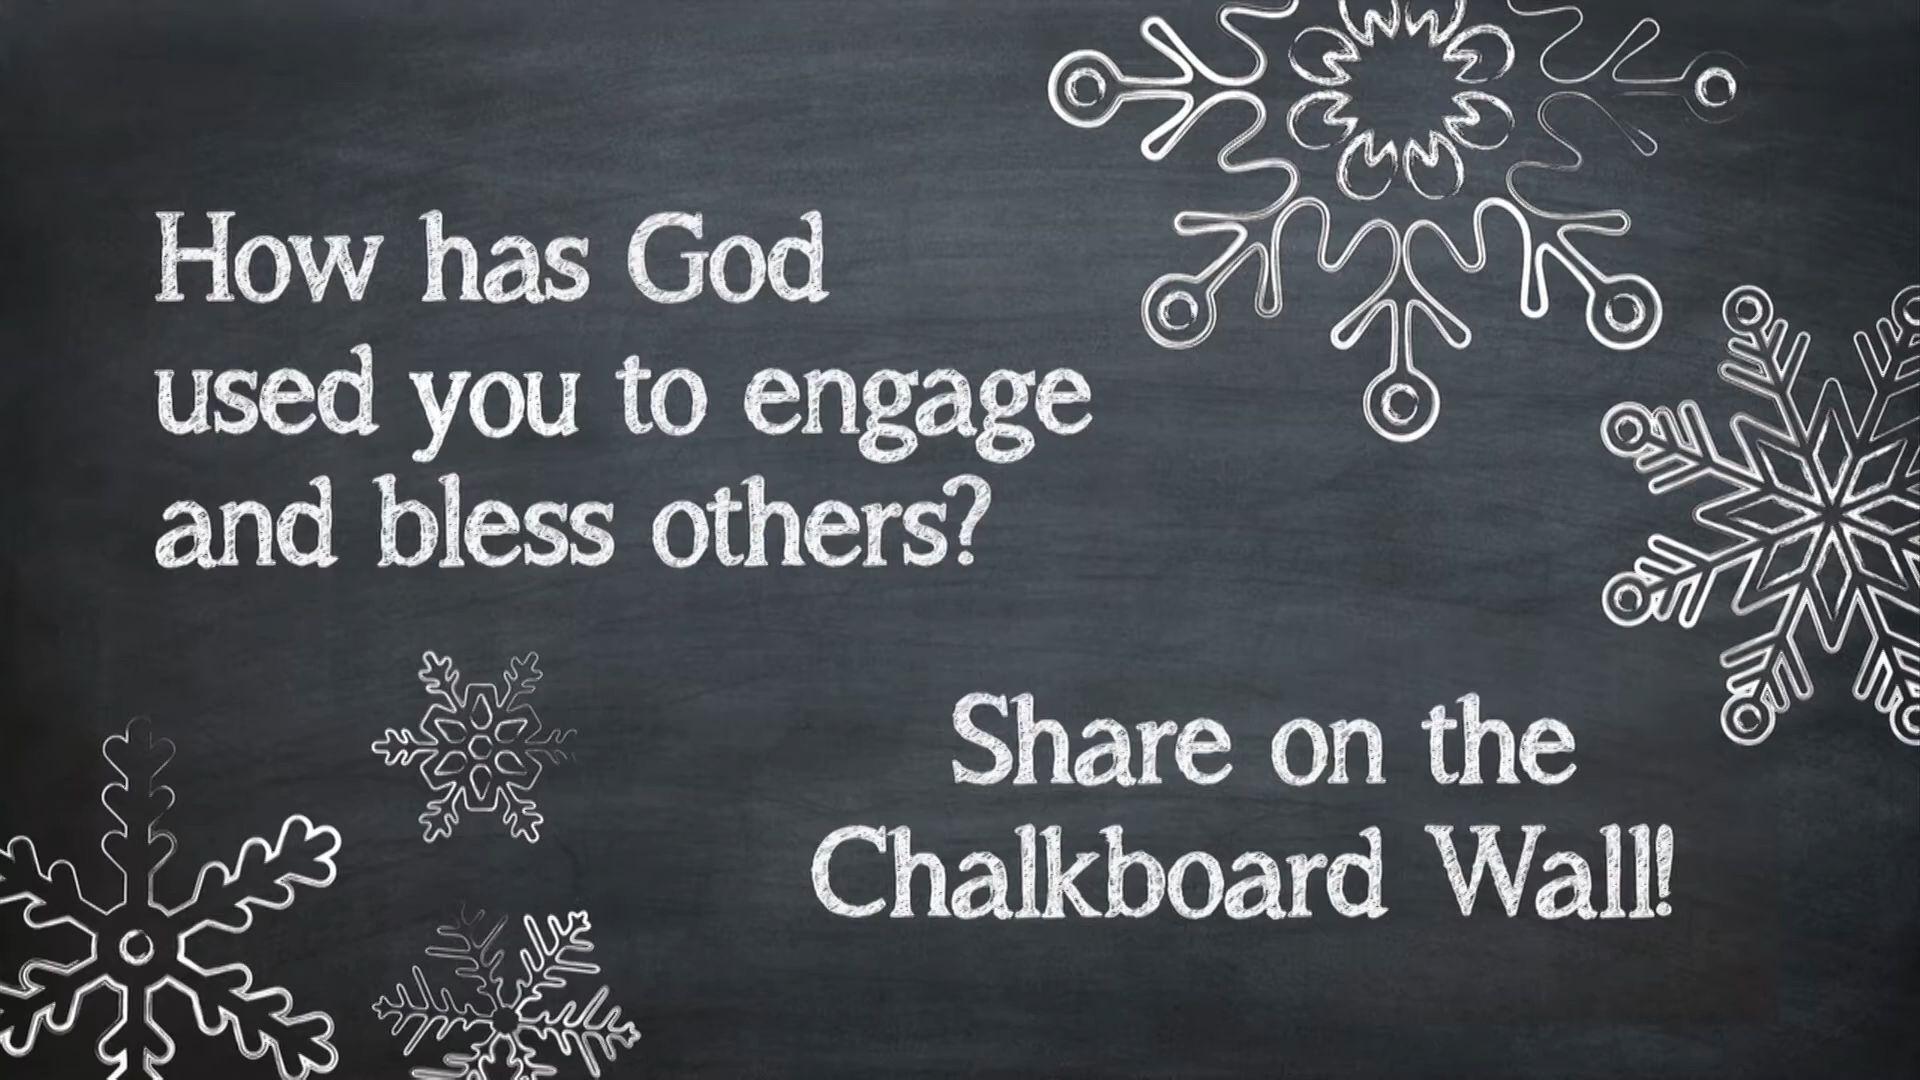 How has God
used you to engage
and bless others?
Share on the
Chalkboard Wall!